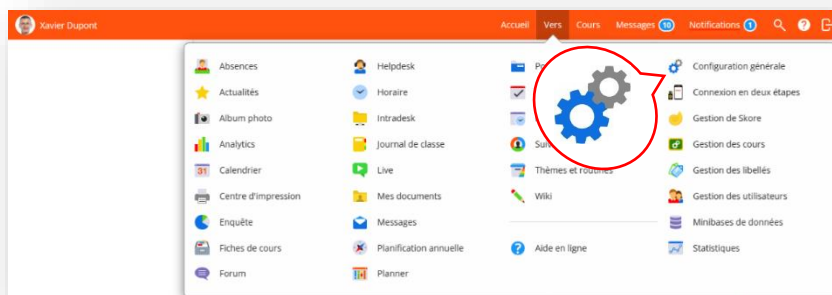 Xavier Dupont
Accueil Vers Cours Messages 10 Notifications 1
Absences
Actualités
Album photo
Analytics
31 Calendrier
Centre d'impression
Enquête
Fiches de cours
Forum
Helpdesk
Horaire
Intradesk
Journal de classe
Live
Mes documents
Messages
Planification annuelle
Planner
Thèmes et routines
Wiki
Aide en ligne
Configuration générale
Connexion en deux étapes
Gestion de Skore
Gestion des cours
Gestion des libellés
Gestion des utilisateurs
Minibases de données
Statistiques